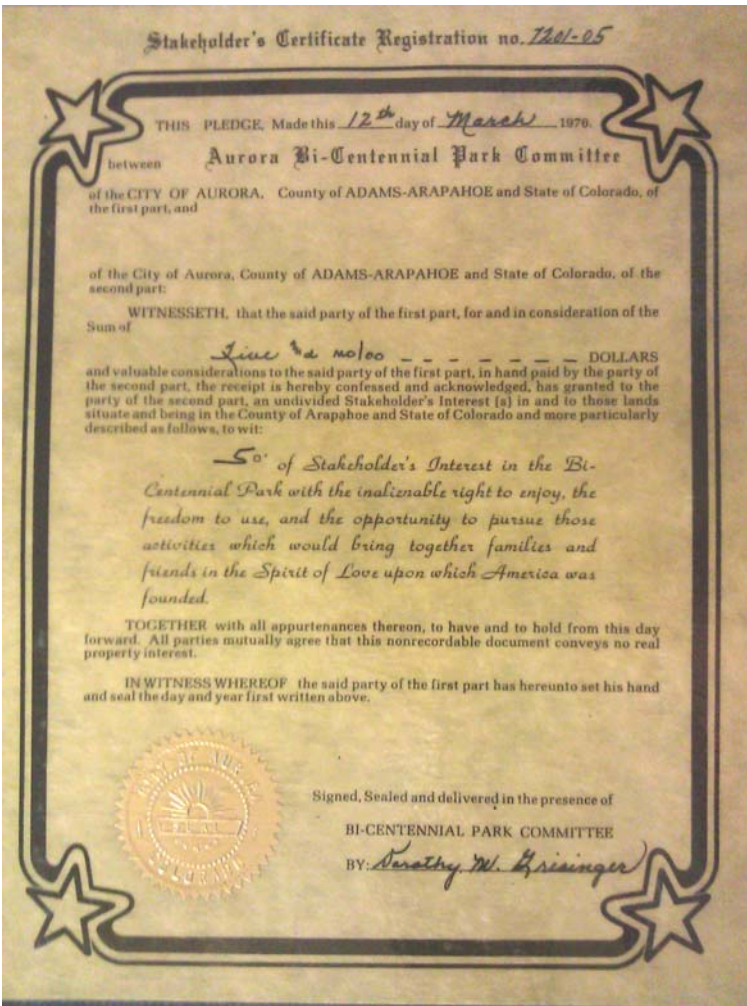 Stakeholder's Certificate Registration no. 7201-05
THIS PLEDGE, Made this 12th day of March 1976.
between Aurora Bi-Centennial Park Committee
of the CITY OF AURORA, County of ADAMS-ARAPAHOE and State of Colorado, of
the first part, and
of the City of Aurora, County of ADAMS-ARAPAHOE and State of Colorado, of the
second part:
WITNESSETH, that the said party of the first part, for and in consideration of the
Sum of
Five no/oo — — — — — — — DOLLARS
and valuable considerations to the said party of the first part, in hand paid by the party of
the second part, the receipt is hereby confessed and acknowledged, has granted to the
party of the second part, an undivided Stakeholder's Interest (s) in and to those lands
situate and being in the County of Arapahoe and State of Colorado and more particularly
described as follows, to wit:
of Stakeholder's Interest in the Bi-
Centennial Park with the inalienable right to enjoy, the
freedom to use, and the opportunity to pursue those
activities which would bring together families and
friends in the Spirit of Love upon which America was
founded.
TOGETHER with all appurtenances thereon, to have and to hold from this day
forward. All parties mutually agree that this nonrecordable document conveys no real
property interest.
IN WITNESS WHEREOF the said party of the first part has hereunto set his hand
and seal the day and year first written above.
Signed, Sealed and delivered in the presence of
BI-CENTENNIAL PARK COMMITTEE
BY: Dorothy M. Grisinger
COLORADO